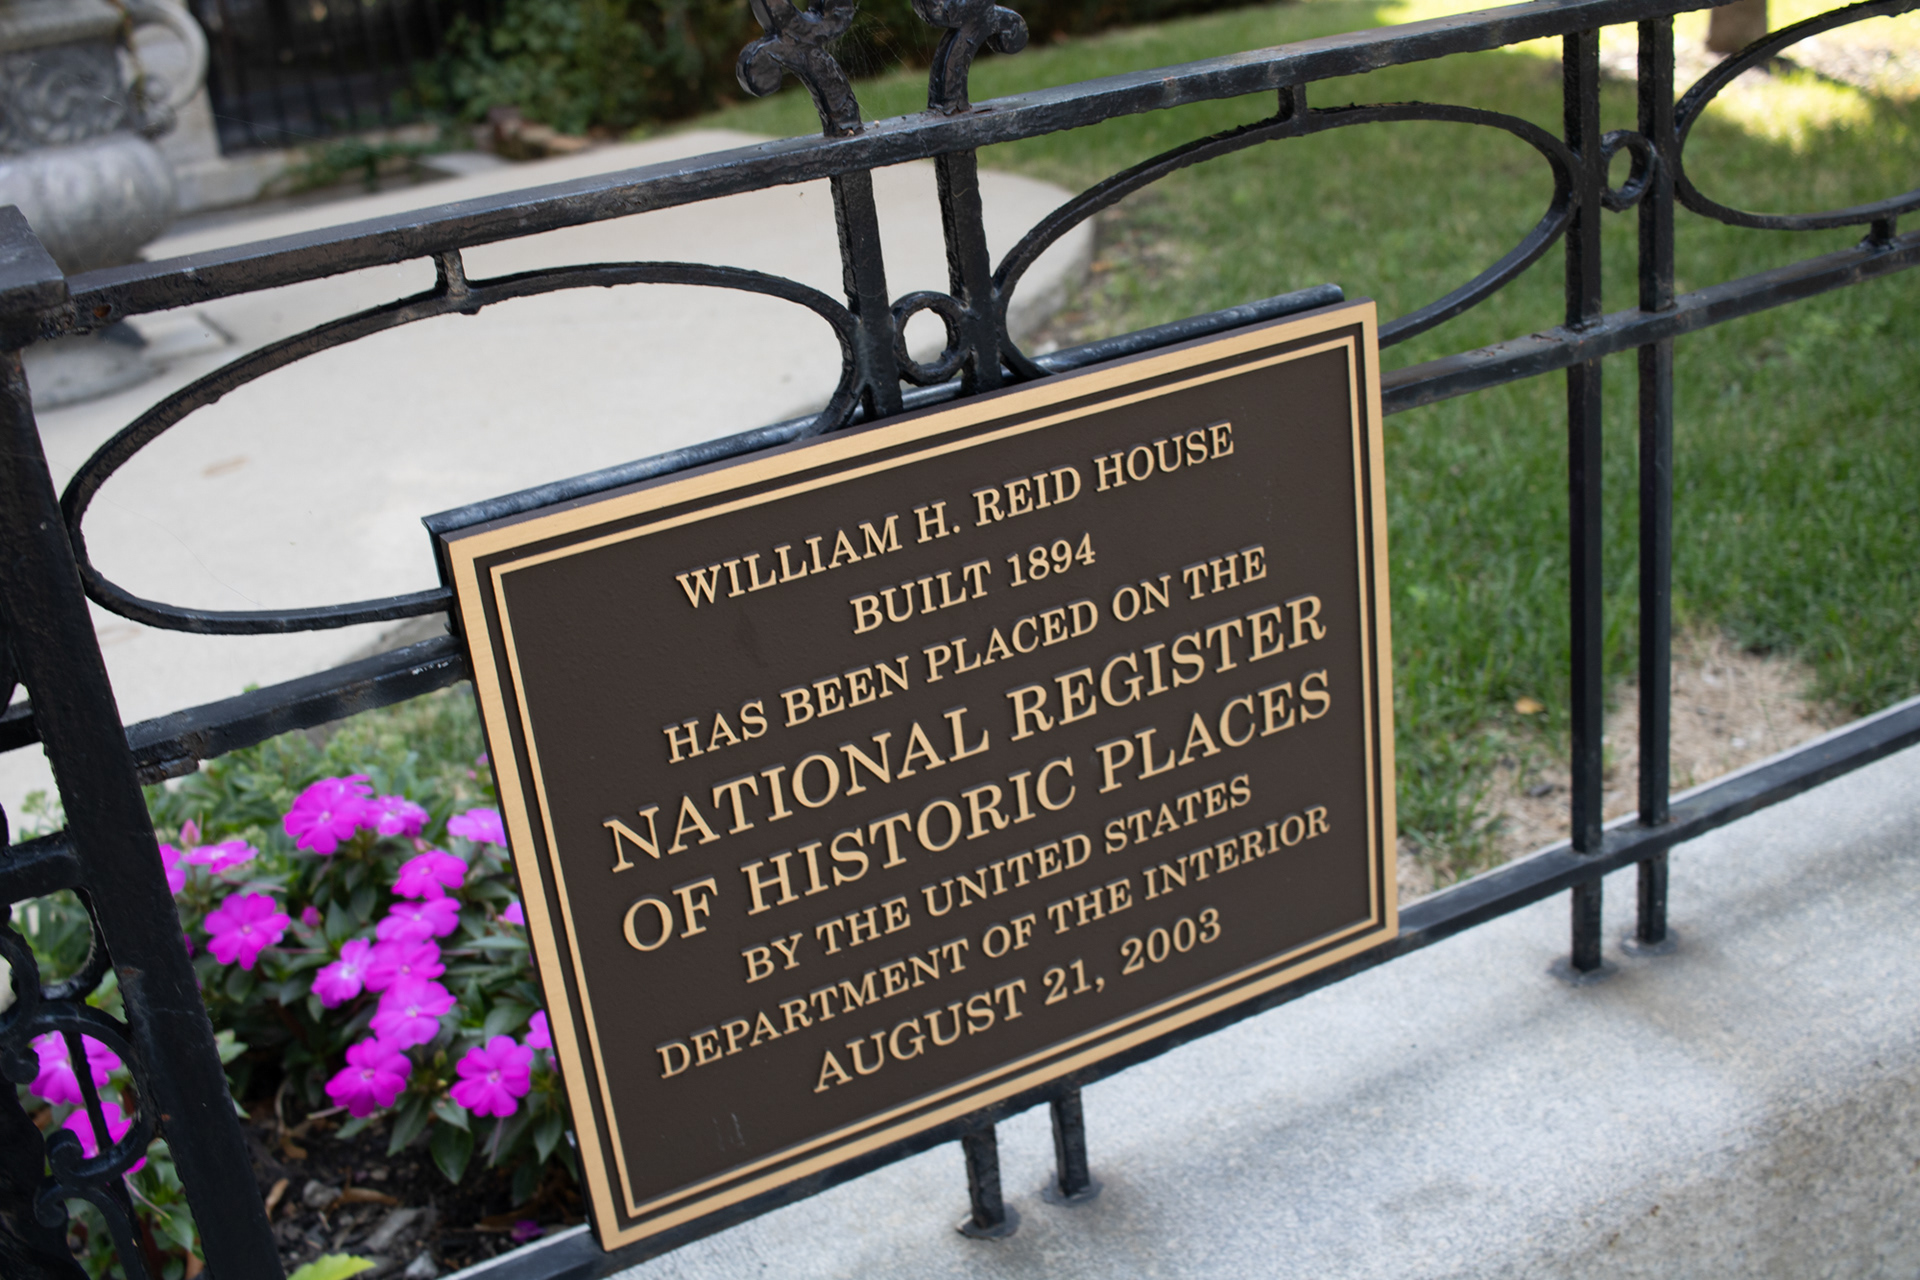 WILLIAM H. REID HOUSE
BUILT 1894
HAS BEEN PLACED ON THE
NATIONAL REGISTER
OF HISTORIC PLACES
BY THE UNITED STATES
DEPARTMENT OF THE INTERIOR
AUGUST 21, 2003